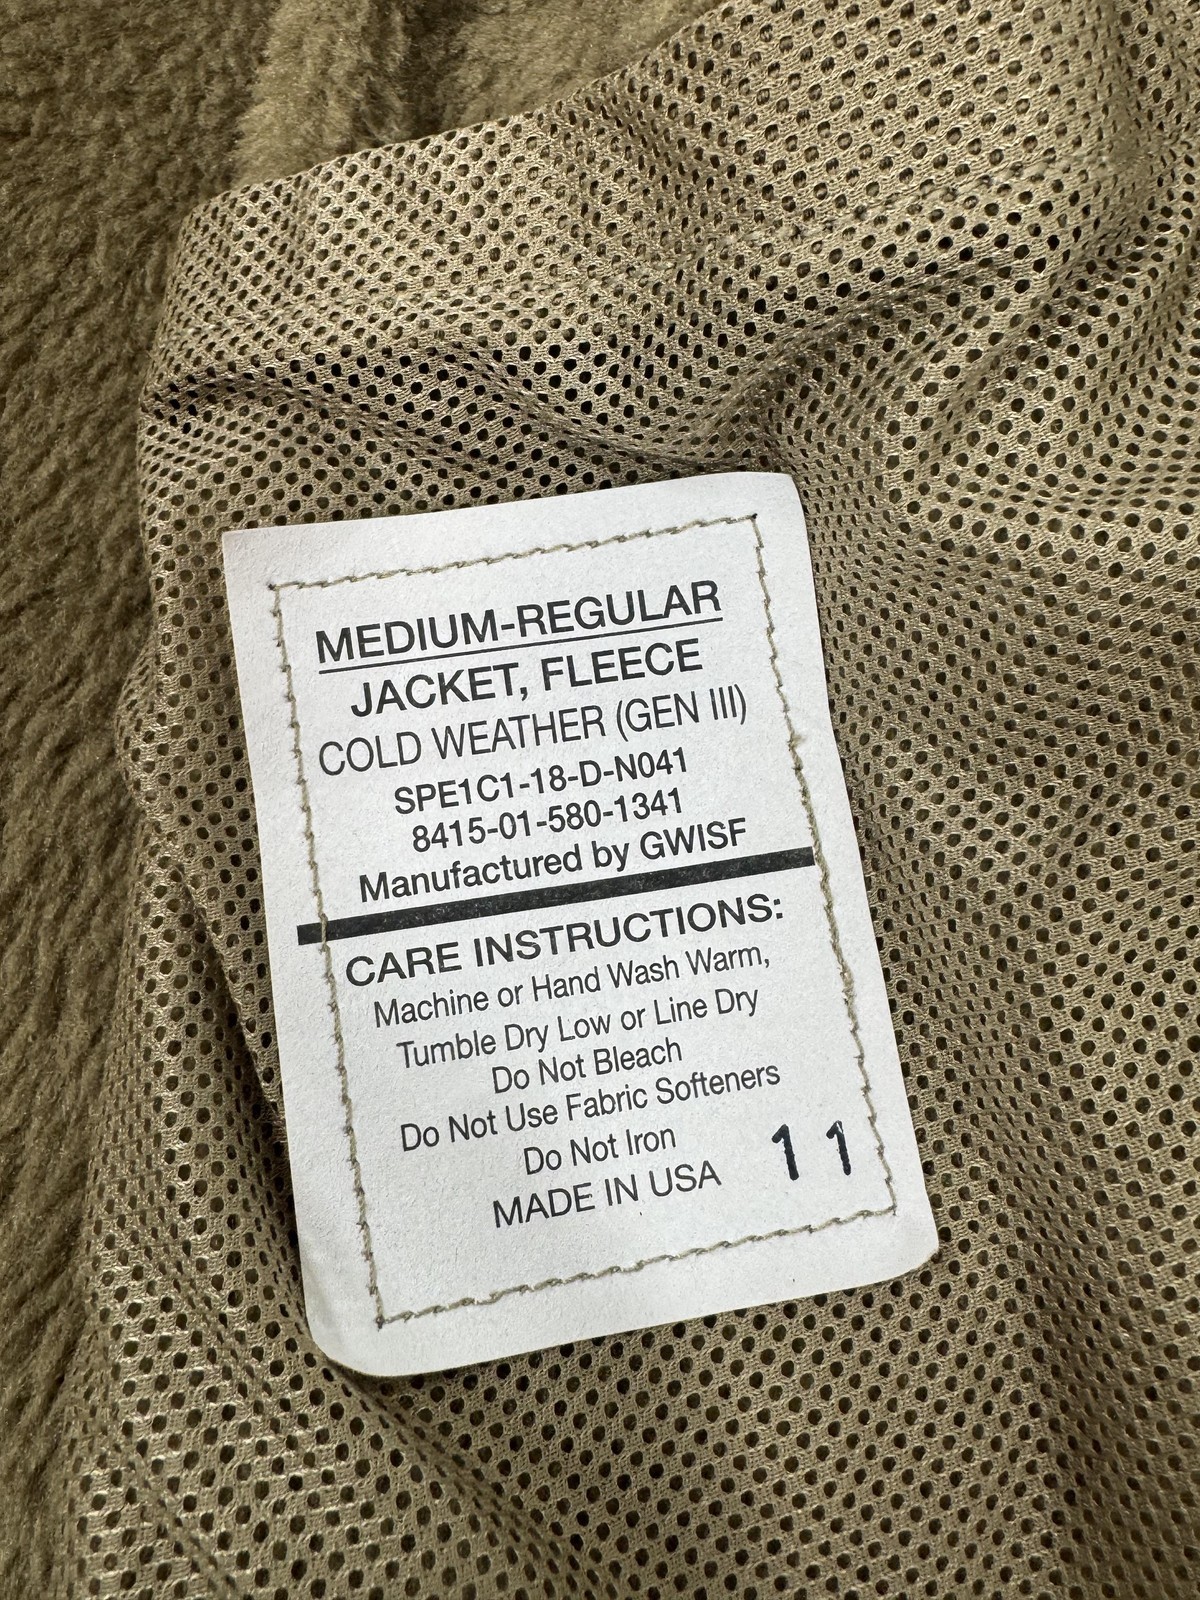 MEDIUM-REGULAR
JACKET, FLEECE
COLD WEATHER (GEN III)
SPE1C1-18-D-N041
8415-01-580-1341
Manufactured by GWISF
CARE INSTRUCTIONS:
Machine or Hand Wash Warm,
Tumble Dry Low or Line Dry
Do Not Bleach
Do Not Use Fabric Softeners
Do Not Iron
MADE IN USA
11